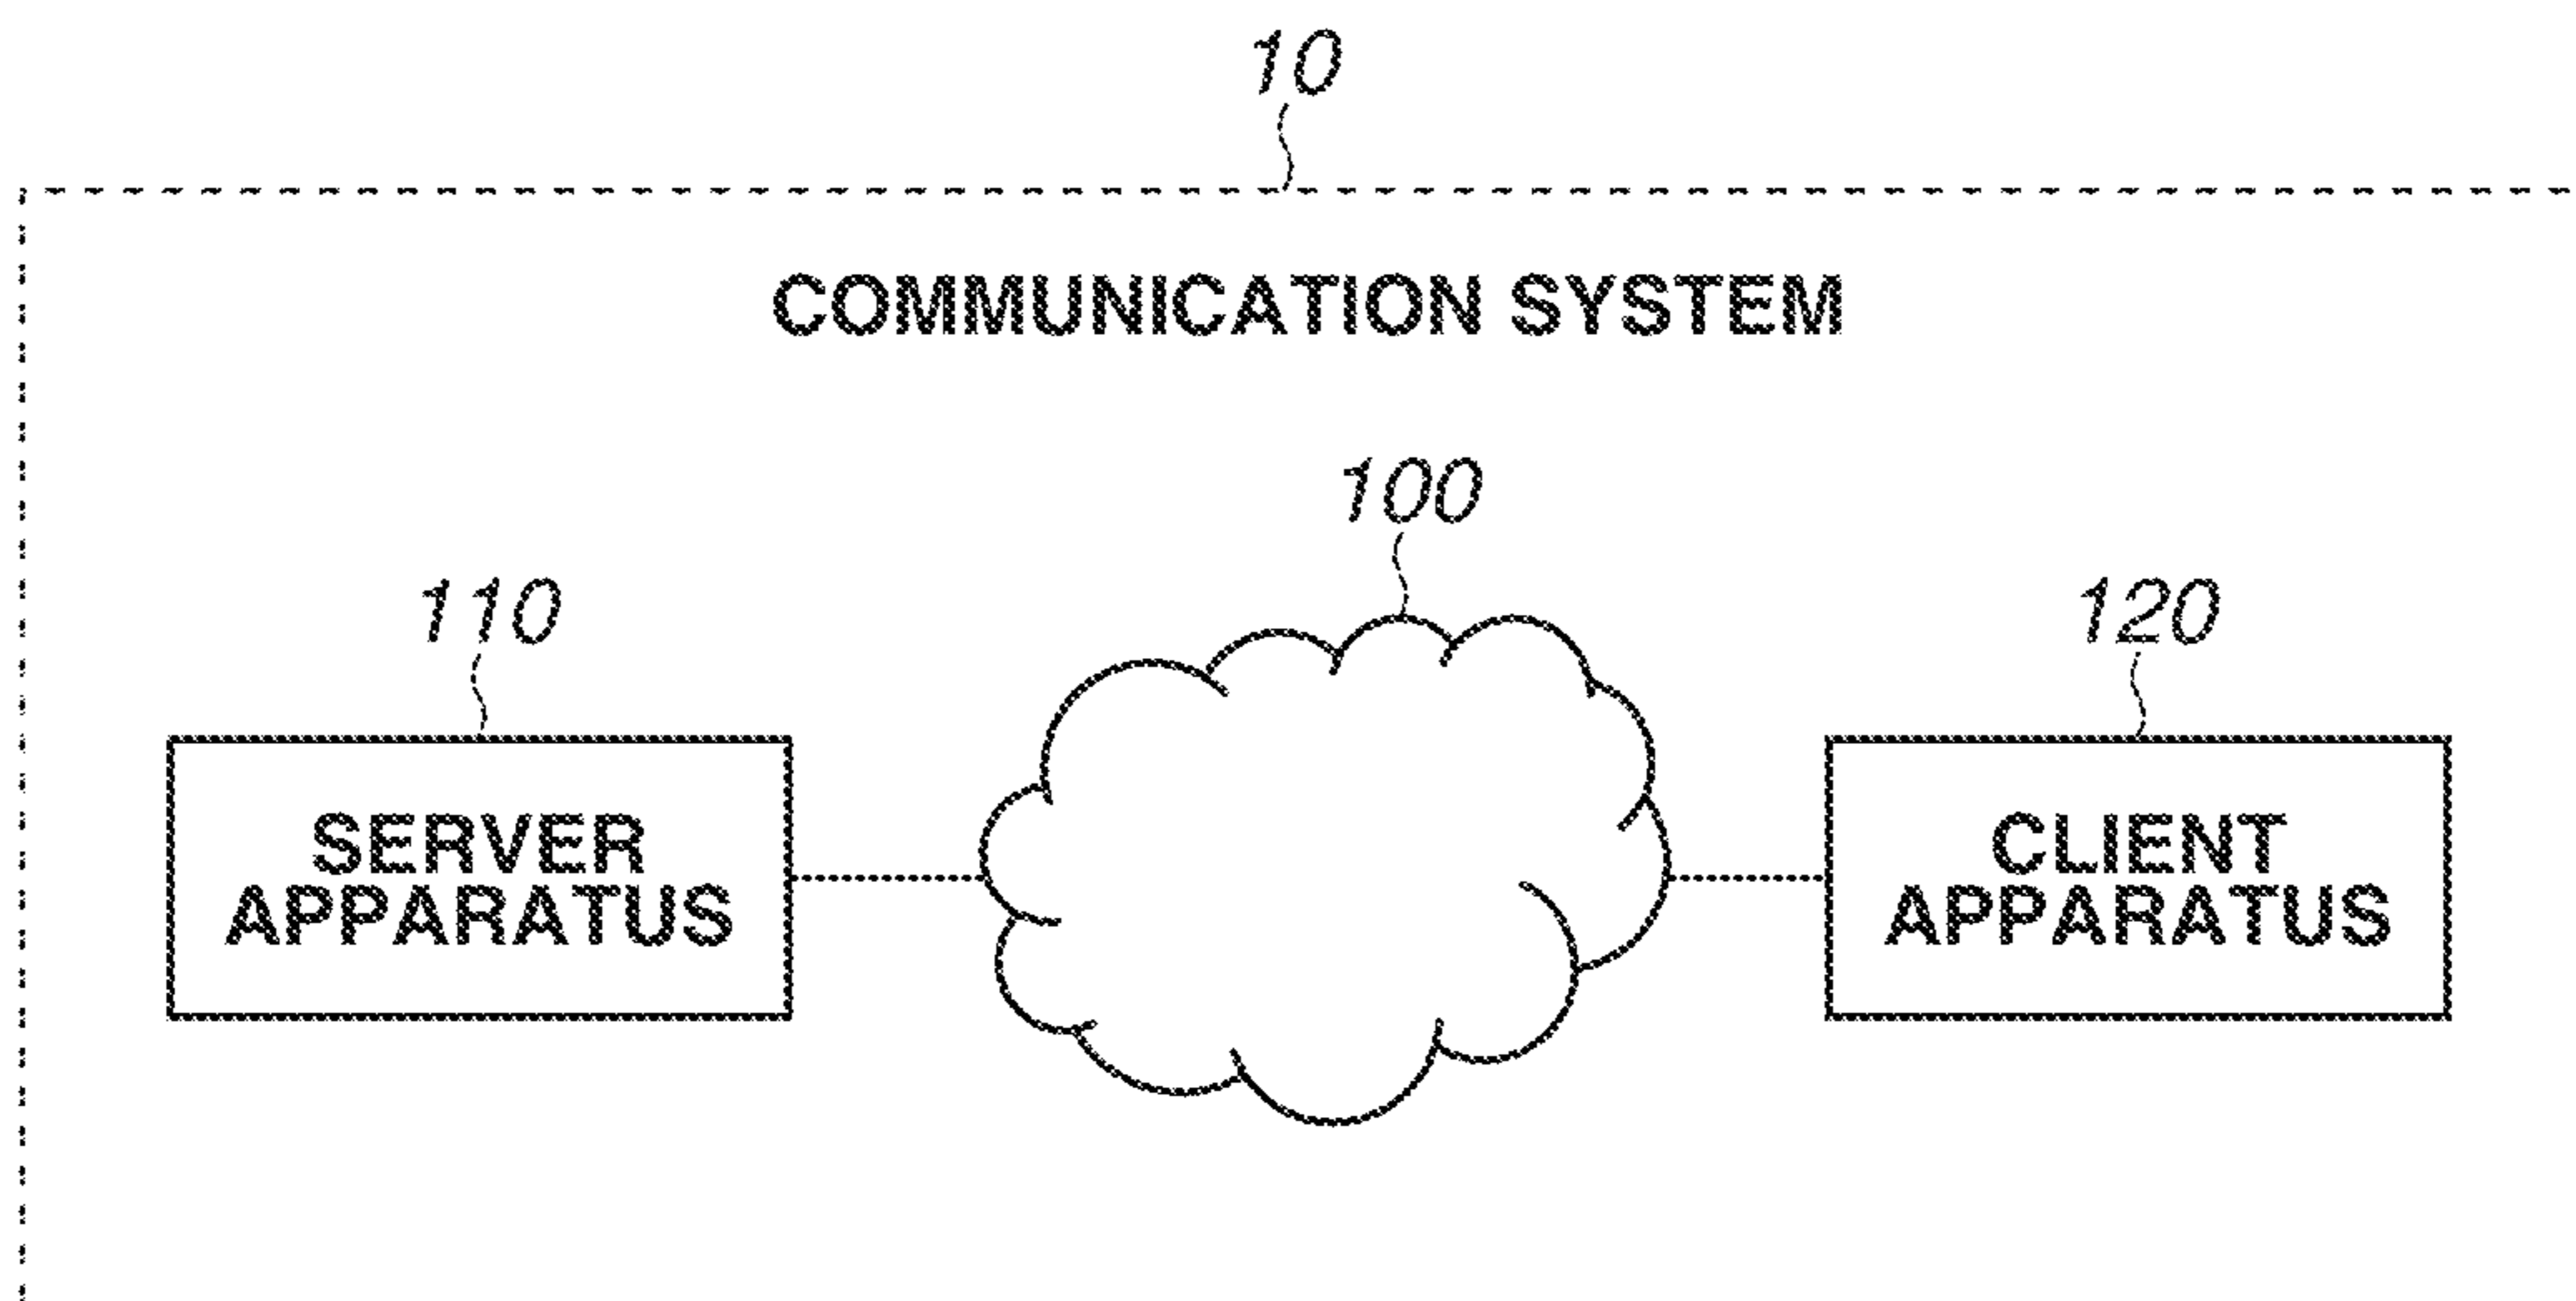 10
COMMUNICATION SYSTEM
100
110
120
SERVER
APPARATUS
CLIENT
APPARATUS